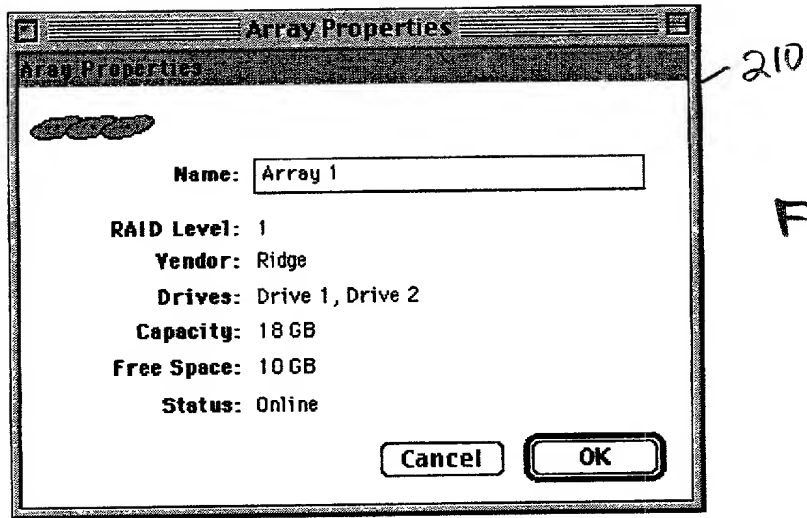 Array Properties
Aray Properties
210
F
Name: Array 1
RAID Level: 1
Vendor: Ridge
Drives: Drive 1, Drive 2
Capacity: 18 GB
Free Space: 10 GB
Status: Online
Cancel OK